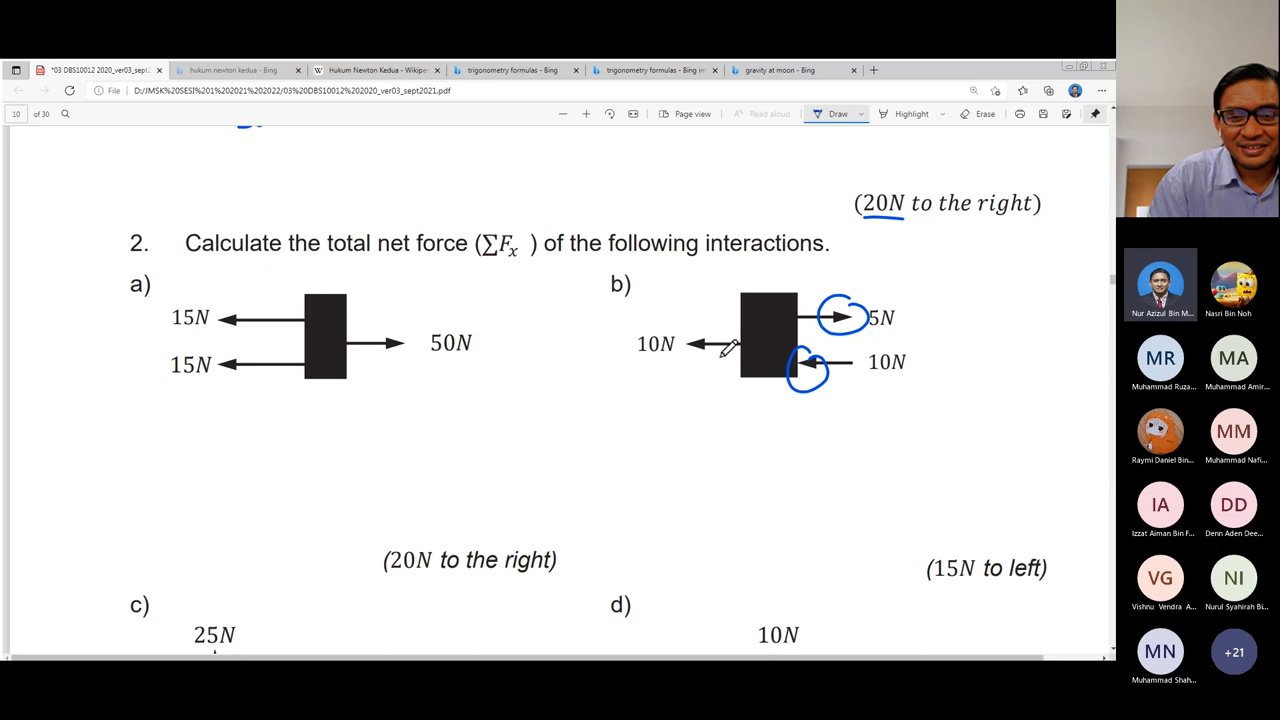 *03 DBS10012 2020_ver03_sept2
hukum newton kedua - Bing
Hukum Newton Kedua - Wikipe
trigonometry formulas - Bing
trigonometry formulas - Bing im
gravity at moon - Bing
File
D:/JMSK%20SESI%201%202021%202022/03%20DBS10012%202020_ver03_sept2021.pdf
10 of 30
Page view
Read aloud
Draw
Highlight
Erase
(20N to the right)
2. Calculate the total net force (∑Fx ) of the following interactions.
a)
b)
15N
50N
15N
5N
10N
10N
(20N to the right)
(15N to left)
c)
d)
25N
10N
Nur Azizul Bin M...
Nasri Bin Noh
MR
Muhammad Ruza...
MA
Muhammad Amir...
Raymi Daniel Bin...
MM
Muhammad Nafi...
IA
Izzat Aiman Bin F...
DD
Denn Aden Dee...
VG
Vishnu Vendra A...
NI
Nurul Syahirah Bi...
MN
Muhammad Shah...
+21